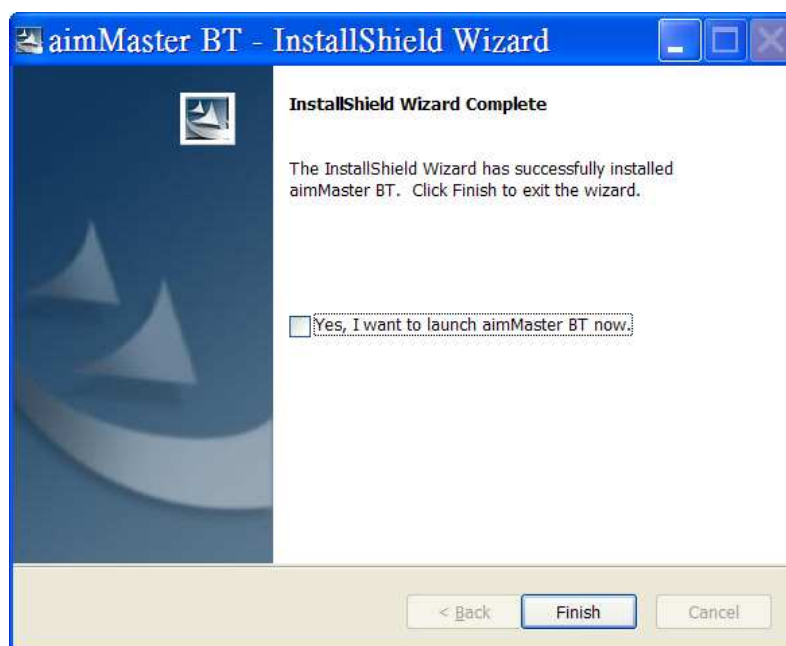 aimMaster BT - InstallShield Wizard
InstallShield Wizard Complete
The InstallShield Wizard has successfully installed
aimMaster BT. Click Finish to exit the wizard.
Yes, I want to launch aimMaster BT now.
< Back
Finish
Cancel